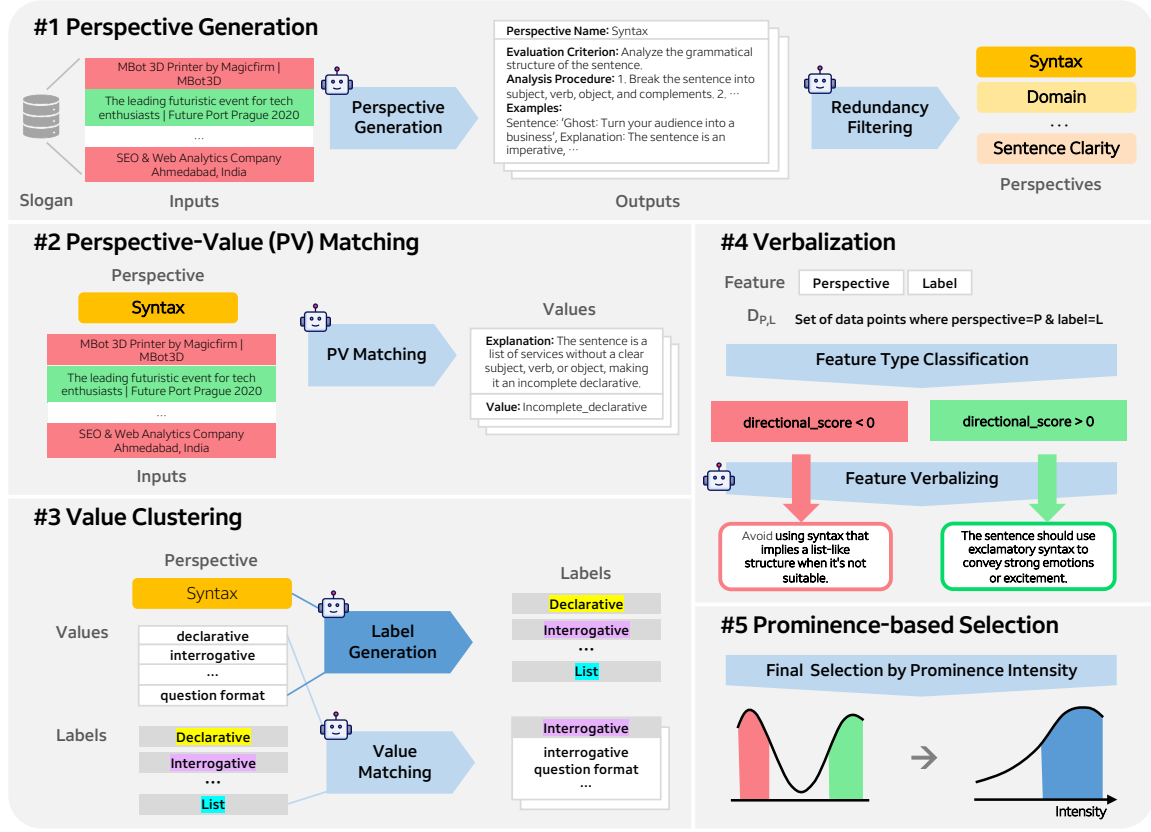 #1 Perspective Generation
MBot 3D Printer by Magicfirm |
MBot3D
The leading futuristic event for tech
enthusiasts | Future Port Prague 2020
...
SEO & Web Analytics Company
Ahmedabad, India
Slogan
Inputs
Perspective
Generation
Perspective Name: Syntax
Evaluation Criterion: Analyze the grammatical
structure of the sentence.
Analysis Procedure: 1. Break the sentence into
subject, verb, object, and complements. 2. ⋯
Examples:
Sentence: ‘Ghost: Turn your audience into a
business’, Explanation: The sentence is an
imperative, ⋯
Outputs
Redundancy
Filtering
Syntax
Domain
...
Sentence Clarity
Perspectives
#2 Perspective-Value (PV) Matching
Perspective
Syntax
MBot 3D Printer by Magicfirm |
MBot3D
The leading futuristic event for tech
enthusiasts | Future Port Prague 2020
...
SEO & Web Analytics Company
Ahmedabad, India
Inputs
PV Matching
Values
Explanation: The sentence is a
list of services without a clear
subject, verb, or object, making
it an incomplete declarative.
Value: Incomplete_declarative
#3 Value Clustering
Perspective
Syntax
Values
declarative
interrogative
...
question format
Labels
Declarative
Interrogative
...
List
Label
Generation
Value
Matching
Labels
Declarative
Interrogative
...
List
Interrogative
interrogative
question format
...
#4 Verbalization
Feature
Perspective
Label
D P,L
Set of data points where perspective=P & label=L
Feature Type Classification
directional_score < 0
directional_score > 0
Feature Verbalizing
Avoid using syntax that
implies a list-like
structure when it's not
suitable.
The sentence should use
exclamatory syntax to
convey strong emotions
or excitement.
#5 Prominence-based Selection
Final Selection by Prominence Intensity
Intensity